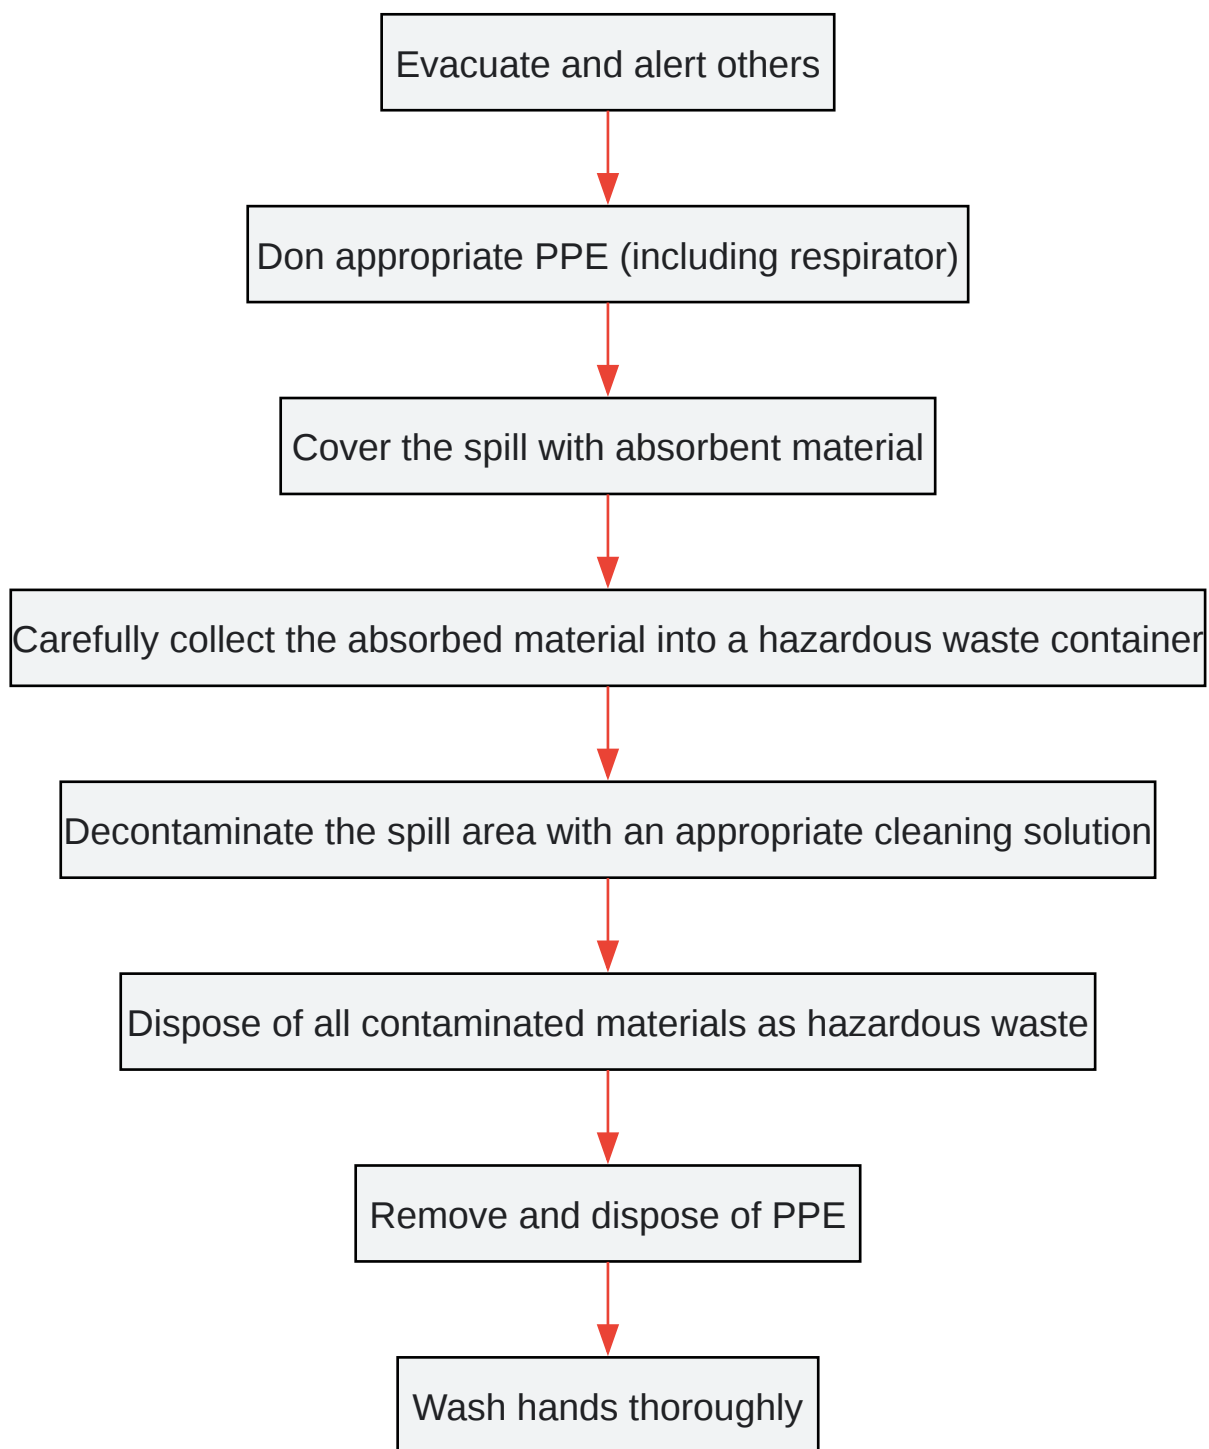 Evacuate and alert others
Don appropriate PPE (including respirator)
Cover the spill with absorbent material
Carefully collect the absorbed material into a hazardous waste container
Decontaminate the spill area with an appropriate cleaning solution
Dispose of all contaminated materials as hazardous waste
Remove and dispose of PPE
Wash hands thoroughly